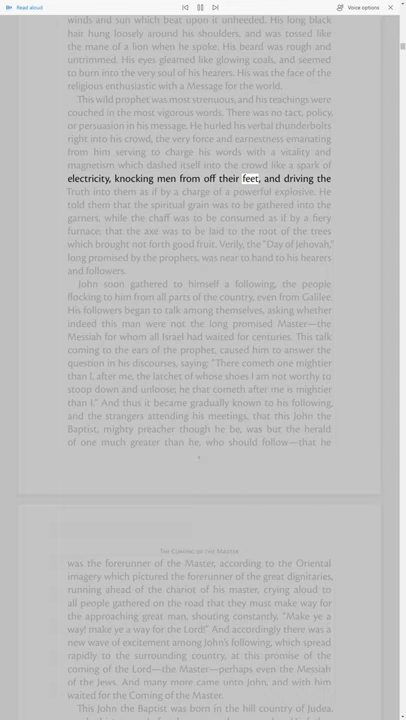 Read aloud
Voice options
winds and sun which beat upon it unheeded. His long black
hair hung loosely around his shoulders, and was tossed like
the mane of a lion when he spoke. His beard was rough and
untrimmed. His eyes gleamed like glowing coals, and seemed
to burn into the very soul of his hearers. His was the face of the
religious enthusiast with a Message for the world.
This wild prophet was most strenuous, and his teachings were
couched in the most vigorous words. There was no tact, policy,
or persuasion in his message. He hurled his verbal thunderbolts
right into his crowd, the very force and earnestness emanating
from him serving to charge his words with a vitality and
magnetism which dashed itself into the crowd like a spark of
electricity, knocking men from off their feet, and driving the
Truth into them as if by a charge of a powerful explosive. He
told them that the spiritual grain was to be gathered into the
garners, while the chaff was to be consumed as if by a fiery
furnace; that the axe was to be laid to the root of the trees
which brought not forth good fruit. Verily, the "Day of Jehovah,"
long promised by the prophets, was near to hand to his hearers
and followers.
John soon gathered to himself a following, the people
flocking to him from all parts of the country, even from Galilee.
His followers began to talk among themselves, asking whether
indeed this man were not the long promised Master—the
Messiah for whom all Israel had waited for centuries. This talk
coming to the ears of the prophet, caused him to answer the
question in his discourses, saying: "There cometh one mightier
than I, after me, the latchet of whose shoes I am not worthy to
stoop down and unloose; he that cometh after me is mightier
than I." And thus it became gradually known to his following,
and the strangers attending his meetings, that this John the
Baptist, mighty preacher though he be, was but the herald
of one much greater than he, who should follow—that he
The Coming of the Master
was the forerunner of the Master, according to the Oriental
imagery which pictured the forerunner of the great dignitaries,
running ahead of the chariot of his master, crying aloud to
all people gathered on the road that they must make way for
the approaching great man, shouting constantly, "Make ye a
way! make ye a way for the Lord!" And accordingly there was a
new wave of excitement among John's following, which spread
rapidly to the surrounding country, at this promise of the
coming of the Lord—the Master—perhaps even the Messiah
of the Jews. And many more came unto John, and with him
waited for the Coming of the Master.
This John the Baptist was born in the hill country of Judea,